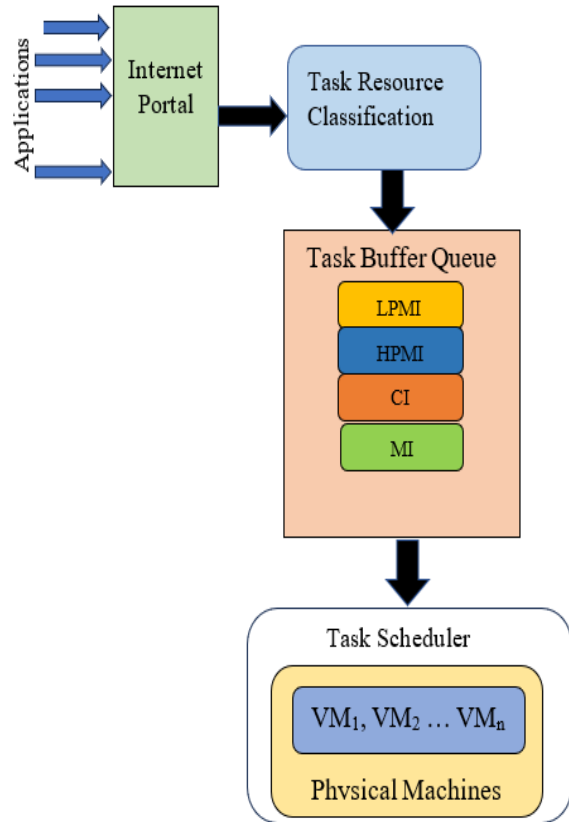 Applications
Internet
Portal
Task Resource
Classification
Task Buffer Queue
LPMI
HPMI
CI
MI
Task Scheduler
VM₁, VM₂ … VMₙ
Physical Machines